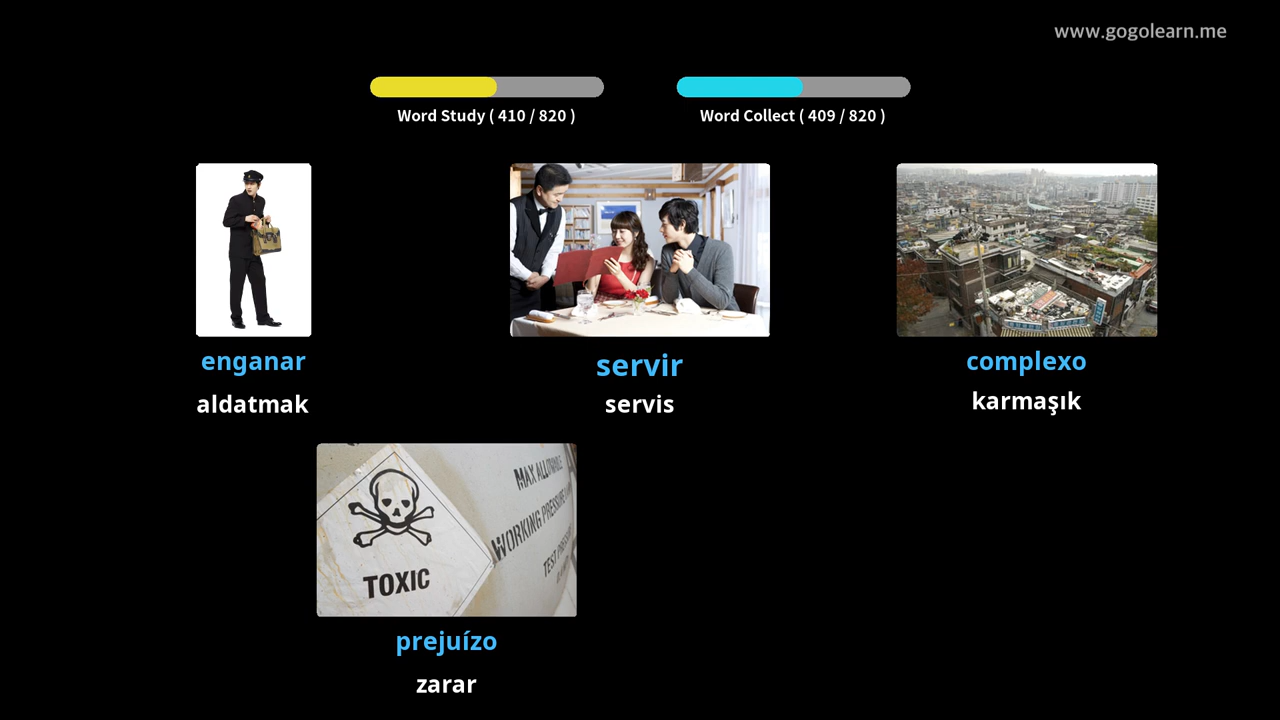 www.gogolearn.me
Word Study ( 410 / 820 )
Word Collect ( 409 / 820 )
enganar
aldatmak
servir
servis
complexo
karmaşık
MAX ALLOWABLE
WORKING PRESSURE
TEST PRESSURE
TOXIC
prejuízo
zarar